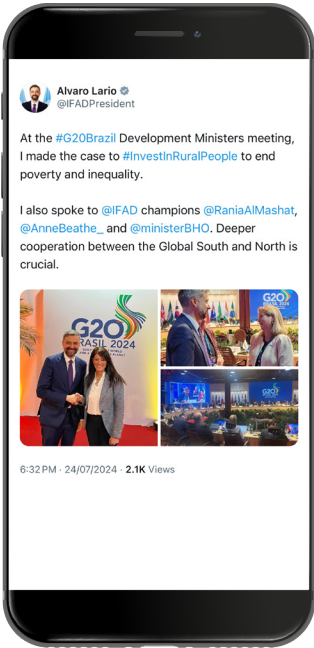 Alvaro Lario
@IFADPresident
At the #G20Brazil Development Ministers meeting,
I made the case to #InvestInRuralPeople to end
poverty and inequality.
I also spoke to @IFAD champions @RaniaAlMashat,
@AnneBeathe_ and @ministerBHO. Deeper
cooperation between the Global South and North is
crucial.
G20
BRASIL 2024
G20
G20
6:32 PM · 24/07/2024 · 2.1K Views